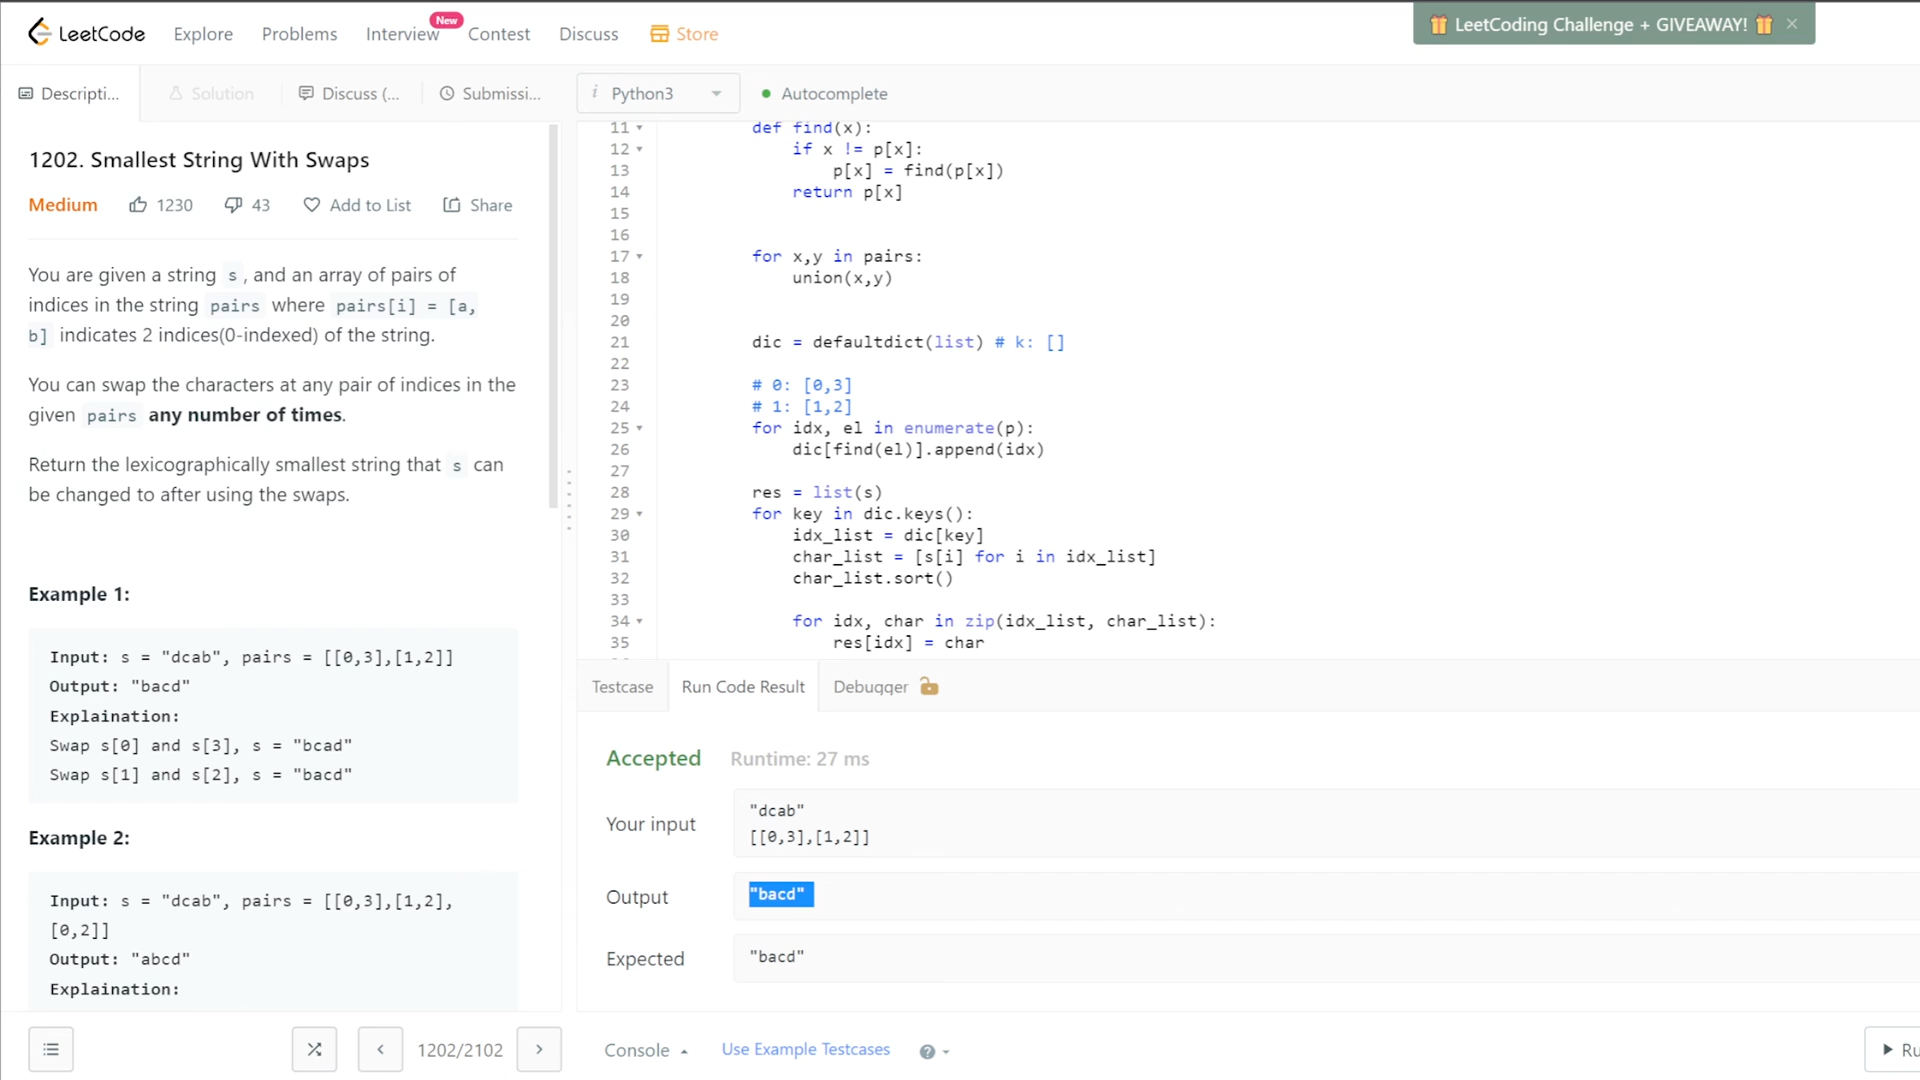 LeetCode
Explore
Problems
Interview
New
Contest
Discuss
Store
LeetCoding Challenge + GIVEAWAY!
Descripti...
Solution
Discuss (...
Submissi...
i Python3
Autocomplete
1202. Smallest String With Swaps
Medium 1230 43 Add to List Share
You are given a string s, and an array of pairs of
indices in the string pairs where pairs[i] = [a,
b] indicates 2 indices(0-indexed) of the string.
You can swap the characters at any pair of indices in the
given pairs any number of times.
Return the lexicographically smallest string that s can
be changed to after using the swaps.
Example 1:
Input: s = "dcab", pairs = [[0,3],[1,2]]
Output: "bacd"
Explaination:
Swap s[0] and s[3], s = "bcad"
Swap s[1] and s[2], s = "bacd"
Example 2:
Input: s = "dcab", pairs = [[0,3],[1,2],
[0,2]]
Output: "abcd"
Explaination:
11 def find(x):
12 if x != p[x]:
13 p[x] = find(p[x])
14 return p[x]
15
16
17 for x,y in pairs:
18 union(x,y)
19
20
21 dic = defaultdict(list) # k: []
22
23 # 0: [0,3]
24 # 1: [1,2]
25 for idx, el in enumerate(p):
26 dic[find(el)].append(idx)
27
28 res = list(s)
29 for key in dic.keys():
30 idx_list = dic[key]
31 char_list = [s[i] for i in idx_list]
32 char_list.sort()
33
34 for idx, char in zip(idx_list, char_list):
35 res[idx] = char
Testcase
Run Code Result
Debugger
Accepted Runtime: 27 ms
Your input
"dcab"
[[0,3],[1,2]]
Output
"bacd"
Expected
"bacd"
1202/2102
Console
Use Example Testcases
?
Ru